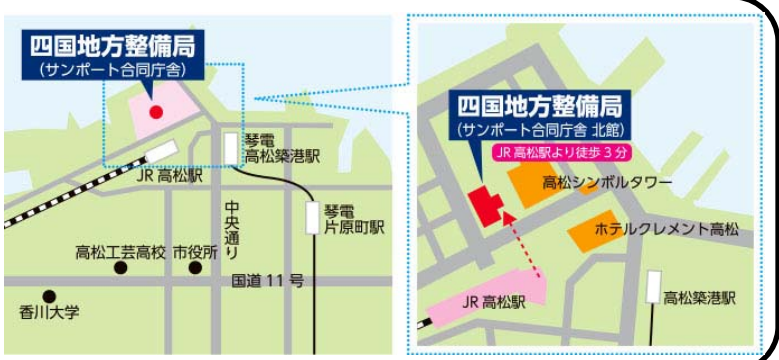 四国地方整備局
(サンポート合同庁舎)
琴電
高松築港駅
JR 高松駅
琴電
片原町駅
中央通り
高松工芸高校
市役所
国道 11 号
香川大学
四国地方整備局
(サンポート合同庁舎 北館)
JR 高松駅より徒歩 3 分
高松シンボルタワー
ホテルクレメント高松
JR 高松駅
高松築港駅